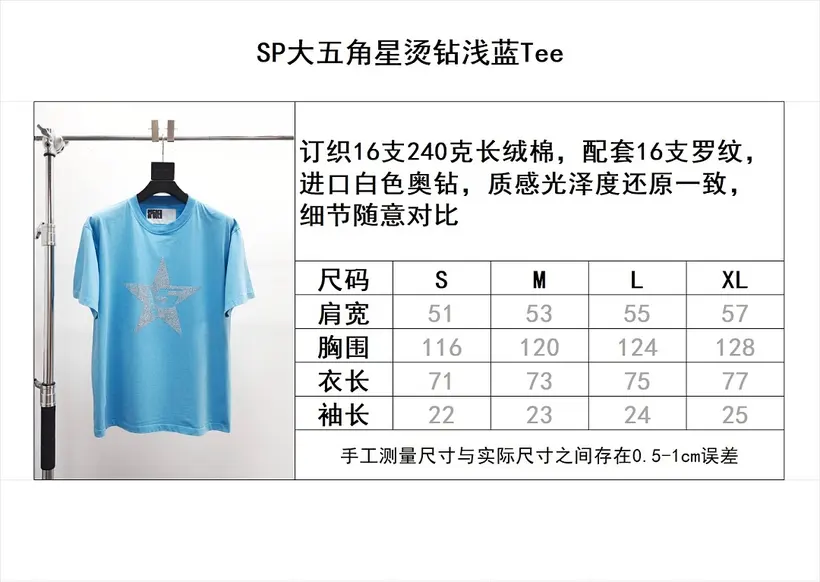 SP大五角星烫钻浅蓝Tee
订织16支240克长绒棉，配套16支罗纹，
进口白色奥钻，质感光泽度还原一致，
细节随意对比
尺码 S M L XL
肩宽 51 53 55 57
胸围 116 120 124 128
衣长 71 73 75 77
袖长 22 23 24 25
手工测量尺寸与实际尺寸之间存在0.5-1cm误差